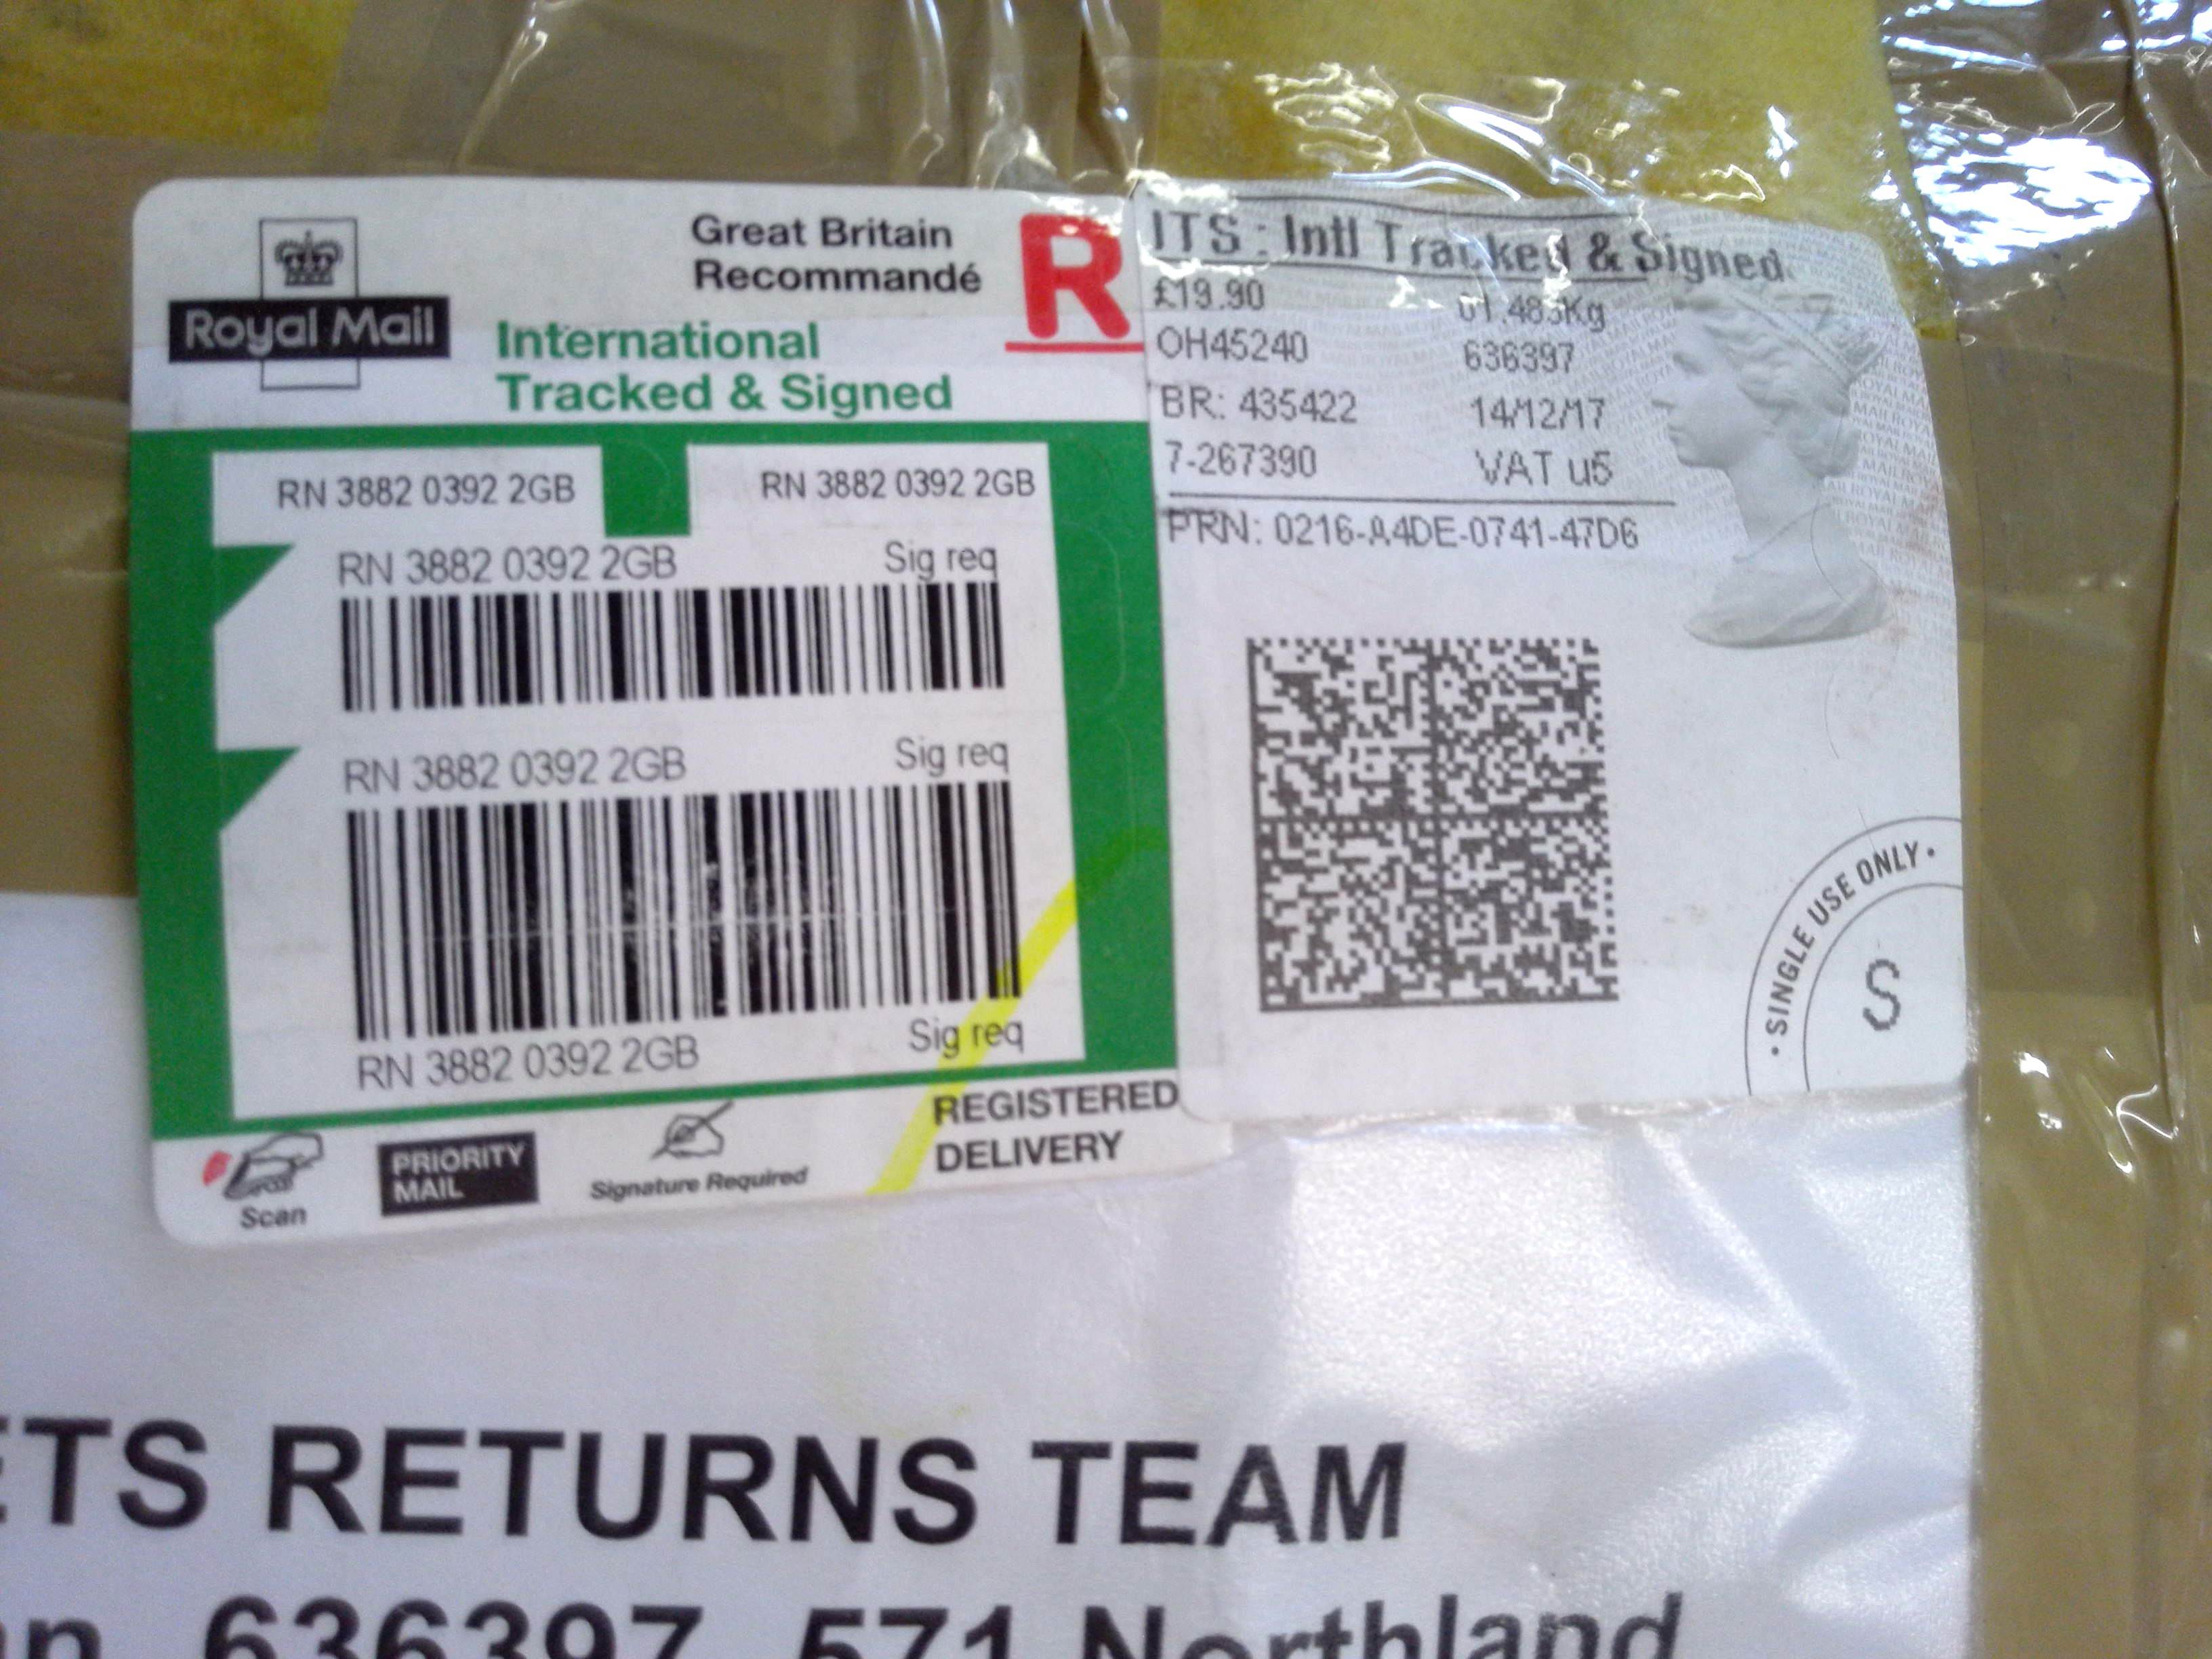 Royal Mail
Great Britain
Recommandé
R
International
Tracked & Signed
RN 3882 0392 2GB
RN 3882 0392 2GB
RN 3882 0392 2GB Sig req
RN 3882 0392 2GB Sig req
RN 3882 0392 2GB Sig req
Scan
PRIORITY
MAIL
Signature Required
REGISTERED
DELIVERY
ITS : Intl Tracked & Signed
£19.90
OH45240 636397
BR: 435422 14/12/17
7-267390 VAT u5
PRN: 0216-A4DE-0741-47D6
• SINGLE USE ONLY •
S
ETS RETURNS TEAM
636397, 571 Northland